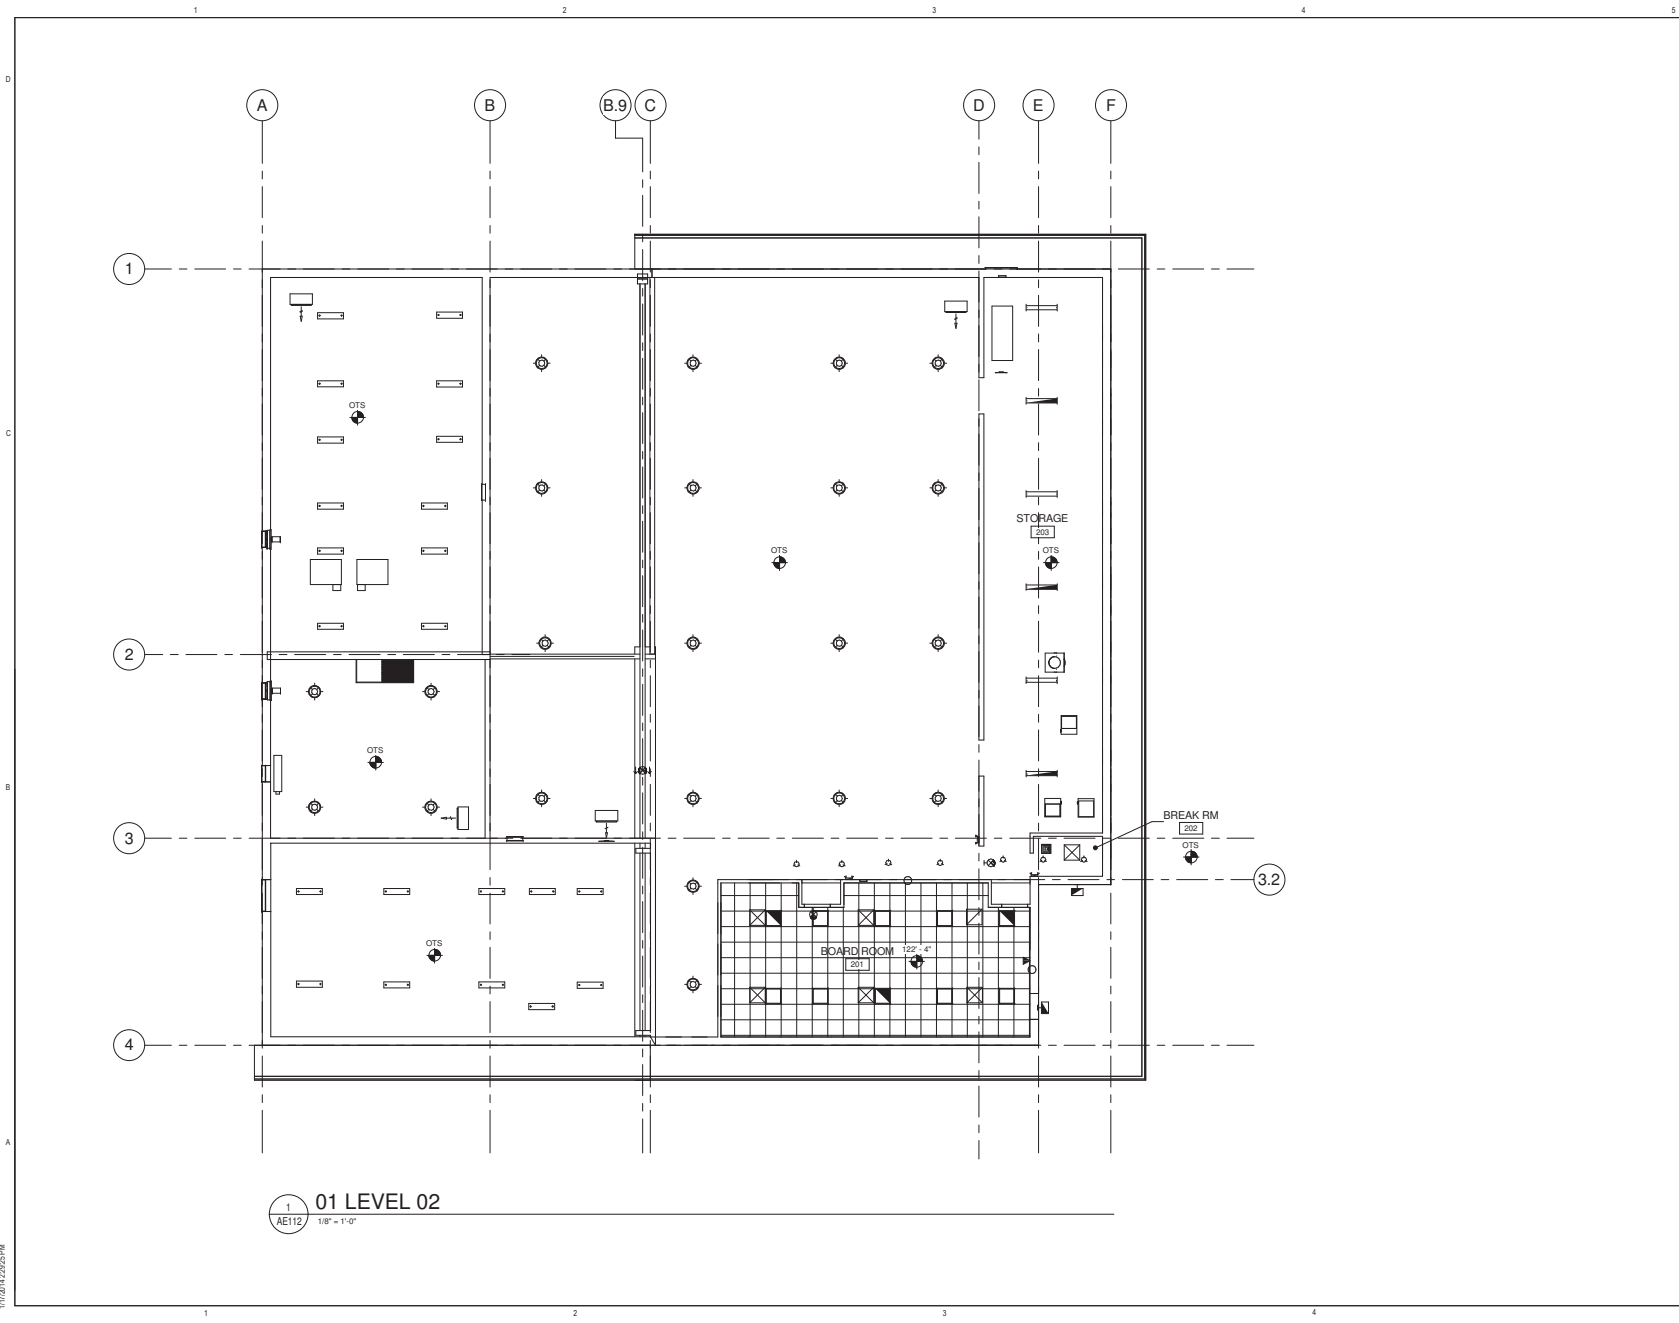 1 2 3 4 5
D
A B B.9 C D E F
1
OTS
C
STORAGE
203
OTS OTS
2
OTS
B
BREAK RM
202
3
OTS
3.2
OTS
BOARD ROOM 122' - 4"
201
4
A
1 01 LEVEL 02
AE112 1/8" = 1'-0"
1 2 3 4